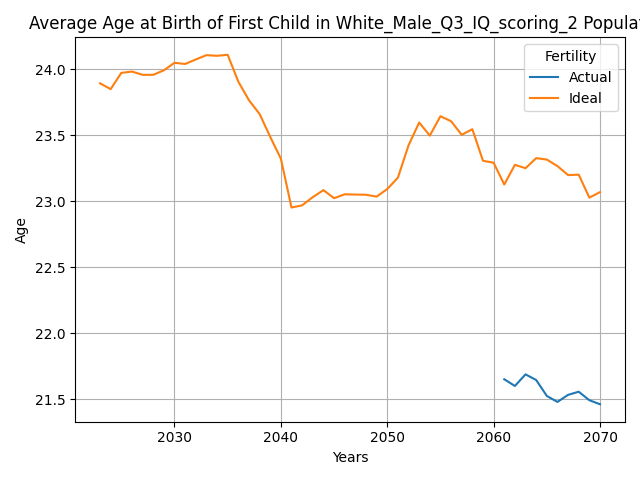 Average Age at Birth of First Child in White_Male_Q3_IQ_scoring_2 Populat
Fertility
Actual
Ideal
24.0
23.5
23.0
22.5
22.0
21.5
Age
2030
2040
2050
2060
2070
Years